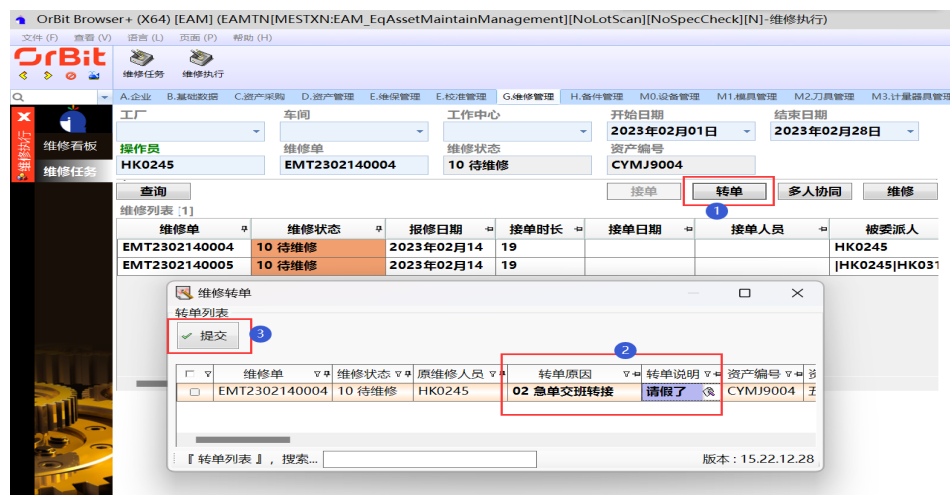 OrBit Browser+ (X64) [EAM] (EAMTN[MESTXN:EAM_EqAssetMaintainManagement][NoLotScan][NoSpecCheck][N]-维修执行)
文件 (F) 查看 (V) 语言 (L) 页面 (P) 帮助 (H)
OrBit
维修任务 维修执行
A.企业 B.基础数据 C.资产采购 D.资产管理 E.维保管理 E.校准管理 G.维修管理 H.备件管理 M0.设备管理 M1.模具管理 M2.刀具管理 M3.计量器具管理
维修执行
维修看板
维修任务
工厂 车间 工作中心 开始日期 结束日期
2023年02月01日 2023年02月28日
操作员 维修单 维修状态 资产编号
HK0245 EMT2302140004 10 待维修 CYMJ9004
查询 接单 转单 多人协同 维修
维修列表 [1]
1
维修单 维修状态 报修日期 接单时长 接单日期 接单人员 被委派人
EMT2302140004 10 待维修 2023年02月14 19 HK0245
EMT2302140005 10 待维修 2023年02月14 19 |HK0245|HK031
维修转单
转单列表
提交 3
2
维修单 维修状态 原维修人员 转单原因 转单说明 资产编号
EMT2302140004 10 待维修 HK0245 02 急单交班转接 请假了 CYMJ9004
『 转单列表 』, 搜索... 版本 : 15.22.12.28